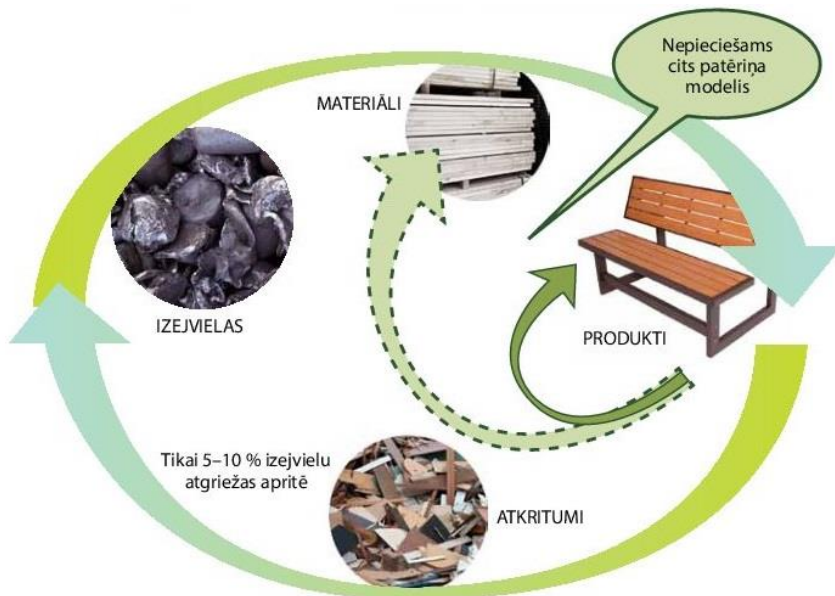 Nepieciešams
cits patēriņa
modelis
MATERIĀLI
IZEJVIELAS
PRODUKTI
Tikai 5–10 % izejvielu
atgriežas apritē
ATKRITUMI